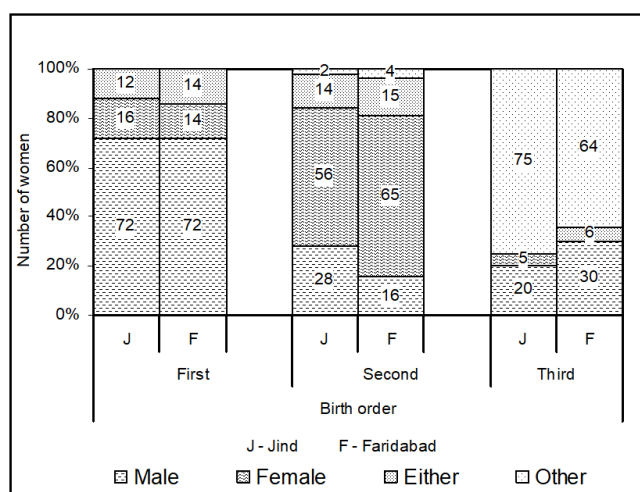 100%
80%
60%
40%
20%
0%
Number of women
12 14 2 4
14 15
16 14
56 65 75 64
72 72 28 16
5 6
20 30
J F J F J F
First Second Third
Birth order
J - Jind F - Faridabad
Male Female Either Other